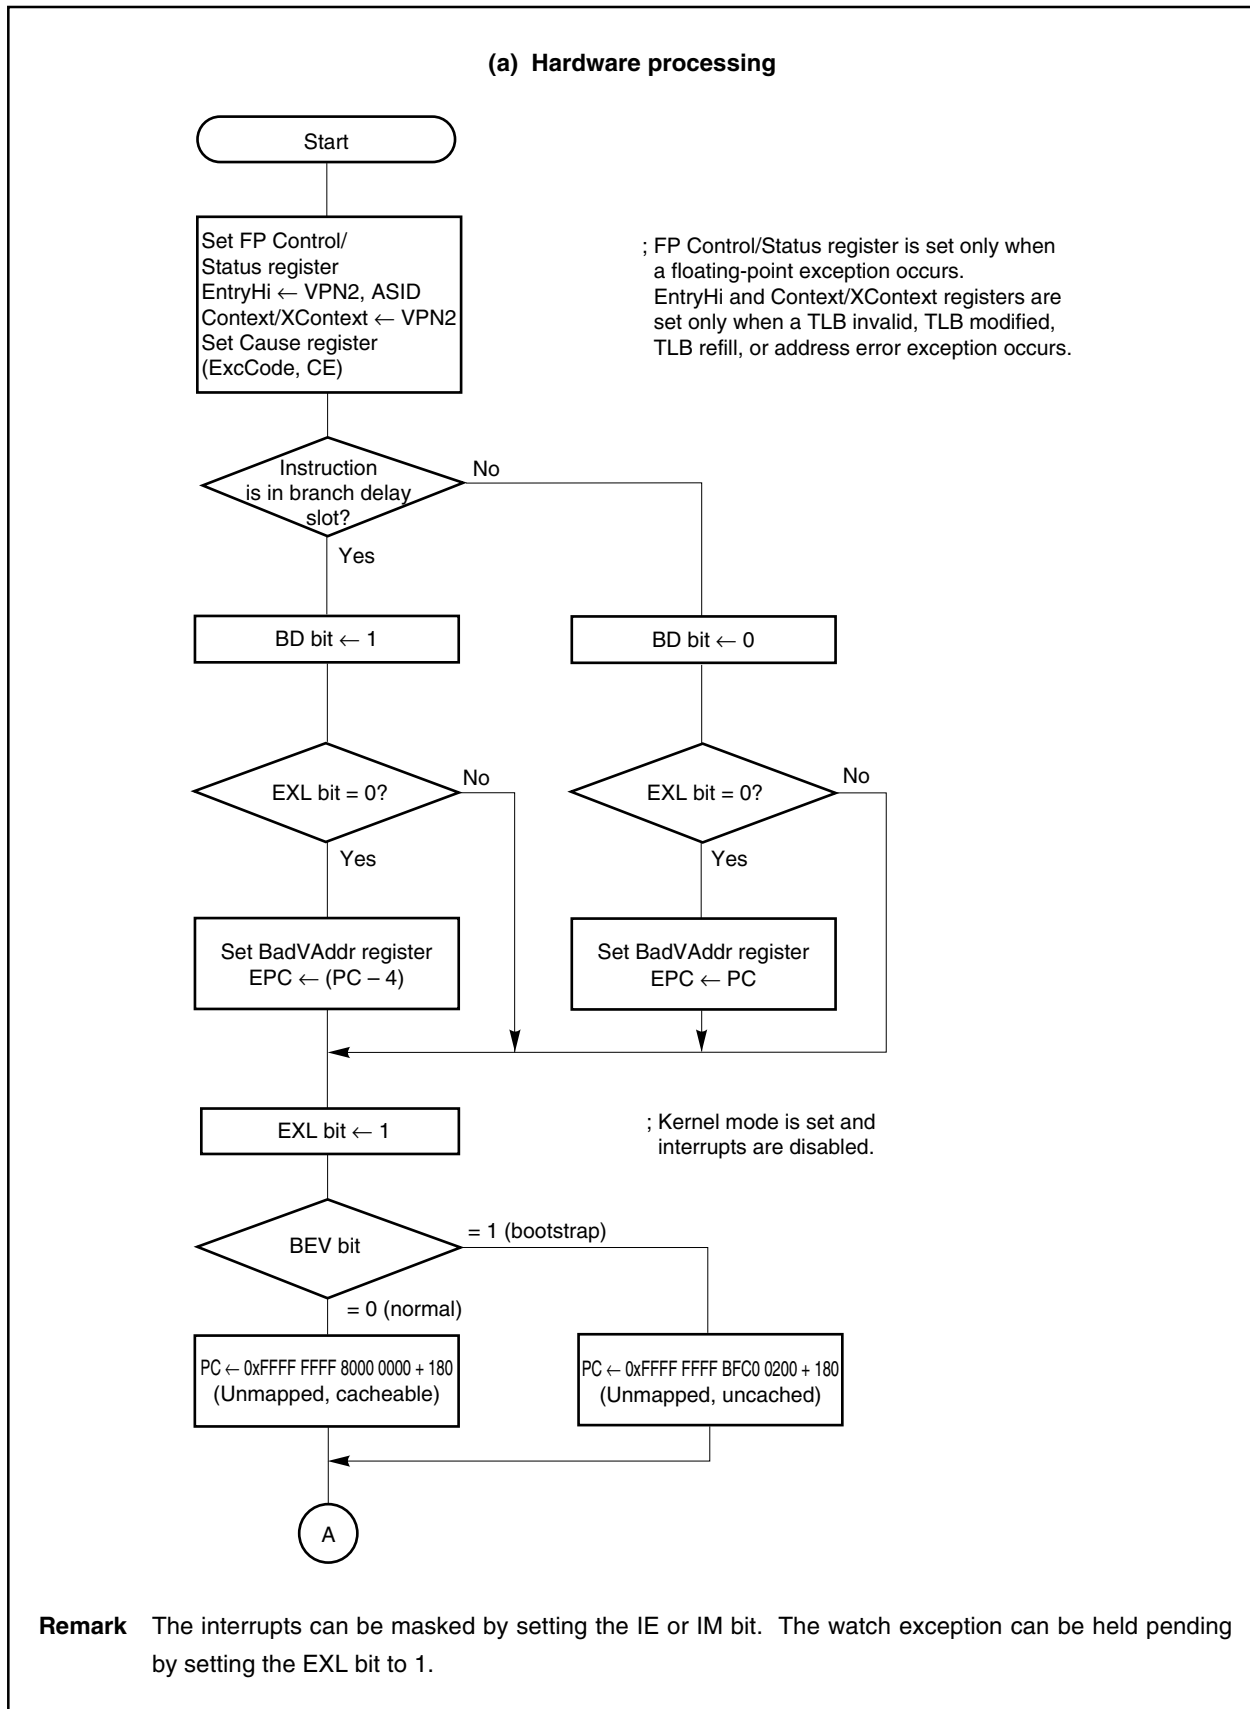 (a) Hardware processing
Start
Set FP Control/
Status register
EntryHi ← VPN2, ASID
Context/XContext ← VPN2
Set Cause register
(ExcCode, CE)
; FP Control/Status register is set only when
a floating-point exception occurs.
EntryHi and Context/XContext registers are
set only when a TLB invalid, TLB modified,
TLB refill, or address error exception occurs.
Instruction
is in branch delay
slot?
No
Yes
BD bit ← 1
BD bit ← 0
EXL bit = 0?
No
Yes
EXL bit = 0?
No
Yes
Set BadVAddr register
EPC ← (PC – 4)
Set BadVAddr register
EPC ← PC
EXL bit ← 1
; Kernel mode is set and
interrupts are disabled.
BEV bit
= 1 (bootstrap)
= 0 (normal)
PC ← 0xFFFF FFFF 8000 0000 + 180
(Unmapped, cacheable)
PC ← 0xFFFF FFFF BFC0 0200 + 180
(Unmapped, uncached)
A
Remark The interrupts can be masked by setting the IE or IM bit. The watch exception can be held pending
by setting the EXL bit to 1.